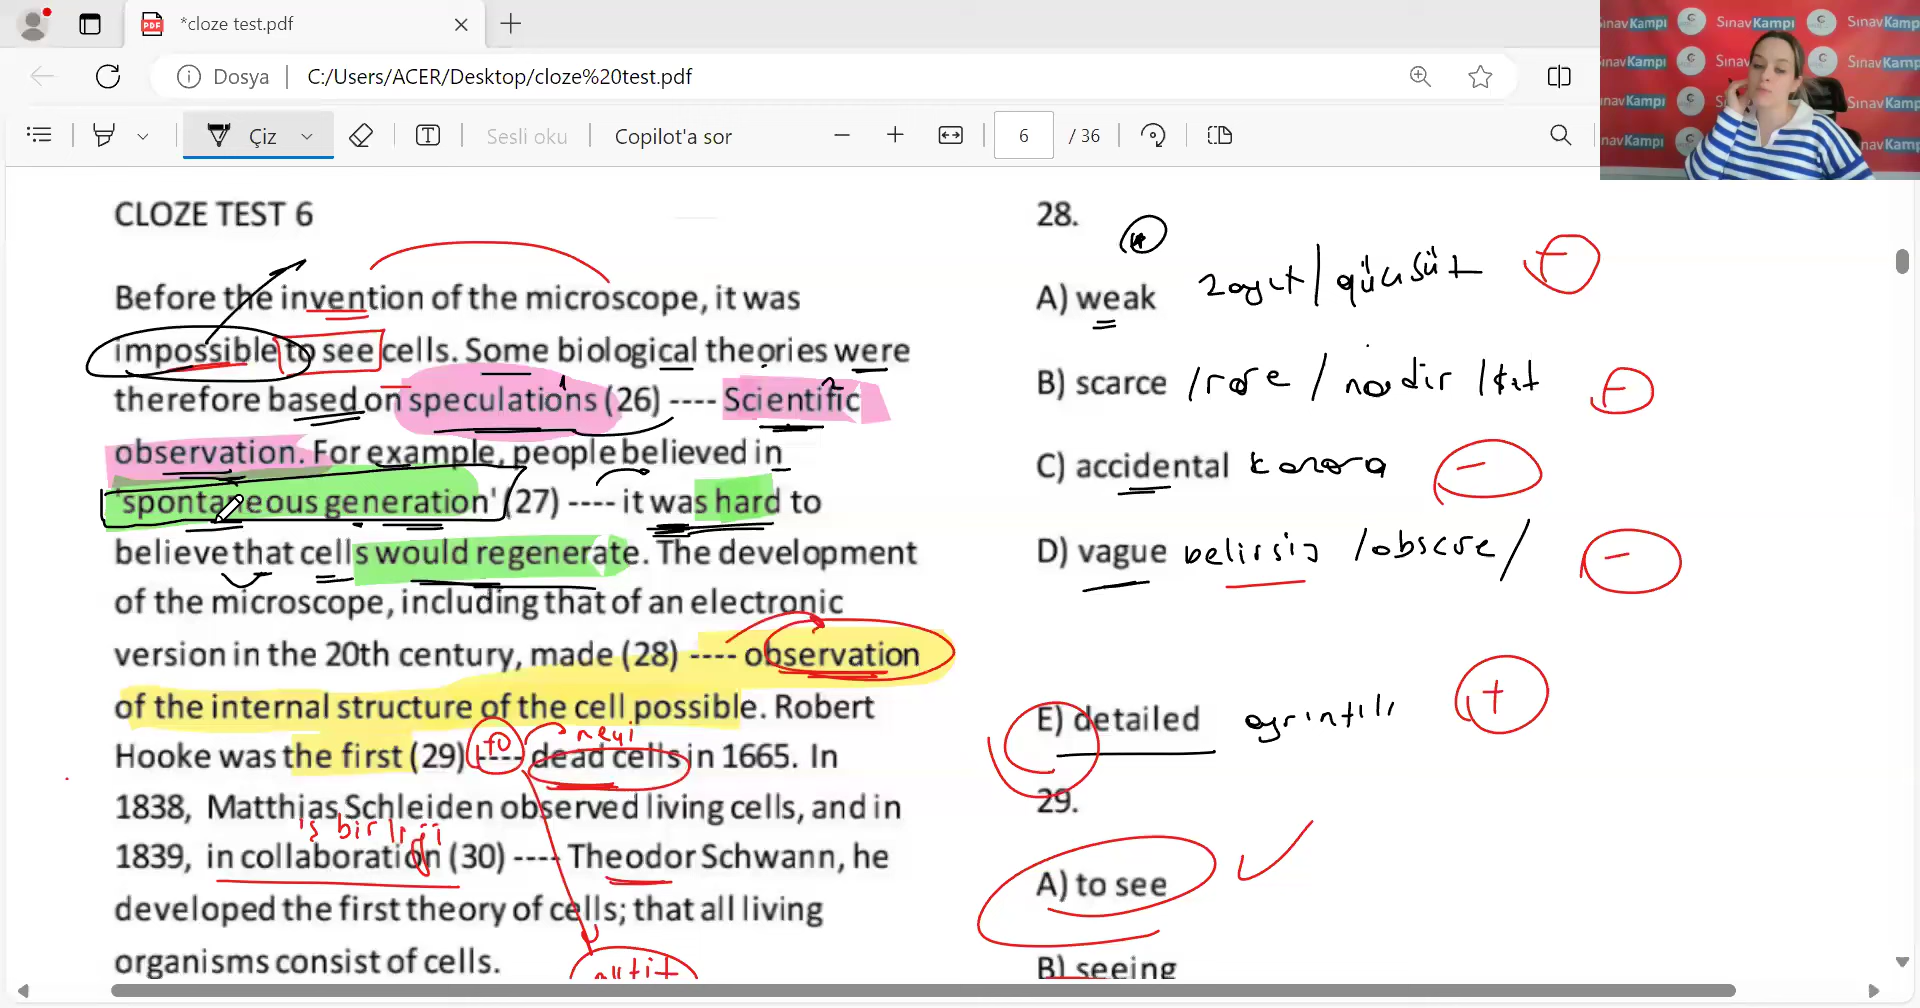 *cloze test.pdf
Dosya
C:/Users/ACER/Desktop/cloze%20test.pdf
Çiz
Sesli oku
Copilot'a sor
6 / 36
SınavKampı
CLOZE TEST 6
Before the invention of the microscope, it was
impossible to see cells. Some biological theories were
therefore based on speculations (26) ---- Scientific
observation. For example, people believed in
'spontaneous generation' (27) ---- it was hard to
believe that cells would regenerate. The development
of the microscope, including that of an electronic
version in the 20th century, made (28) ---- observation
of the internal structure of the cell possible. Robert
neyi
to
Hooke was the first (29) ---- dead cells in 1665. In
1838, Matthias Schleiden observed living cells, and in
iş birliği
1839, in collaboration (30) ---- Theodor Schwann, he
developed the first theory of cells; that all living
organisms consist of cells.
28.
A) weak zayıf / güçsüz −
B) scarce / rare / nadir / kıt −
C) accidental kazara −
D) vague belirsiz / obscure / −
E) detailed ayrıntılı +
29.
A) to see
B) seeing